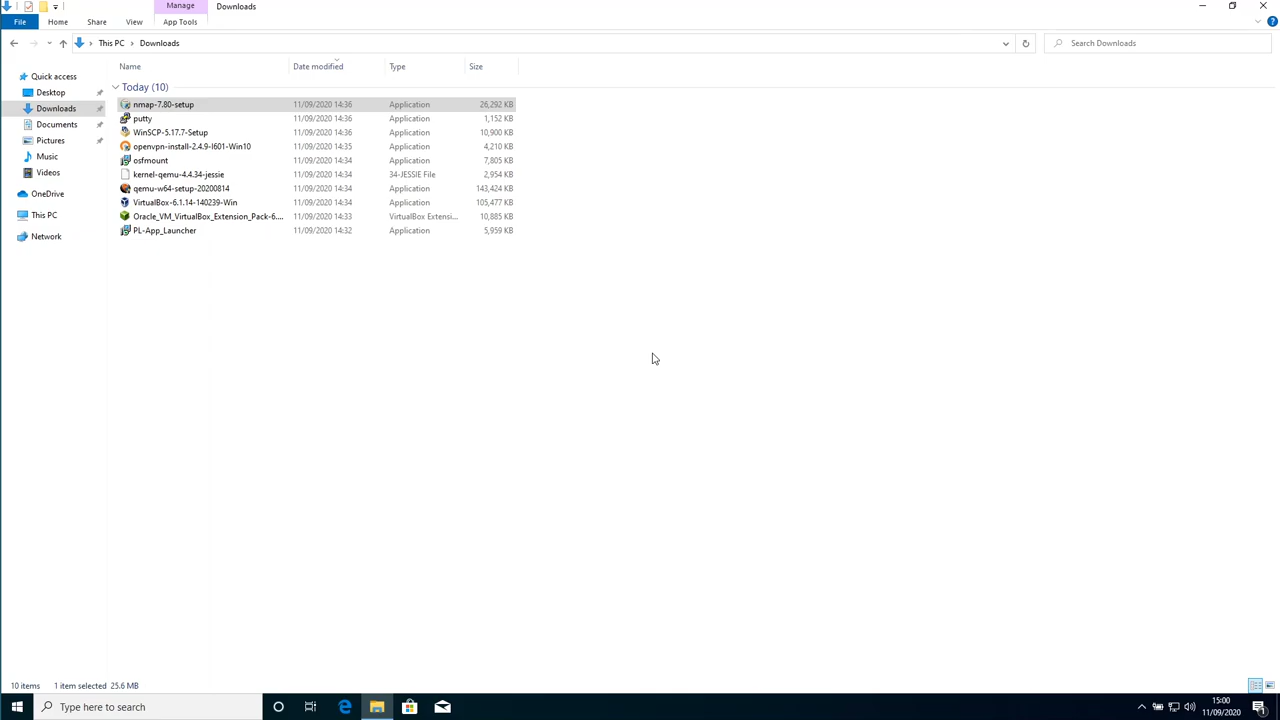 Manage Downloads
File Home Share View App Tools
This PC Downloads Search Downloads
Name Date modified Type Size
Quick access
Desktop
Downloads
Documents
Pictures
Music
Videos
OneDrive
This PC
Network
Today (10)
nmap-7.80-setup 11/09/2020 14:36 Application 26,292 KB
putty 11/09/2020 14:36 Application 1,152 KB
WinSCP-5.17.7-Setup 11/09/2020 14:36 Application 10,900 KB
openvpn-install-2.4.9-I601-Win10 11/09/2020 14:35 Application 4,210 KB
osfmount 11/09/2020 14:34 Application 7,805 KB
kernel-qemu-4.4.34-jessie 11/09/2020 14:34 34-JESSIE File 2,954 KB
qemu-w64-setup-20200814 11/09/2020 14:34 Application 143,424 KB
VirtualBox-6.1.14-140239-Win 11/09/2020 14:34 Application 105,477 KB
Oracle_VM_VirtualBox_Extension_Pack-6.... 11/09/2020 14:33 VirtualBox Extensi... 10,885 KB
PL-App_Launcher 11/09/2020 14:32 Application 5,959 KB
10 items 1 item selected 25.6 MB
Type here to search
15:00
11/09/2020
1